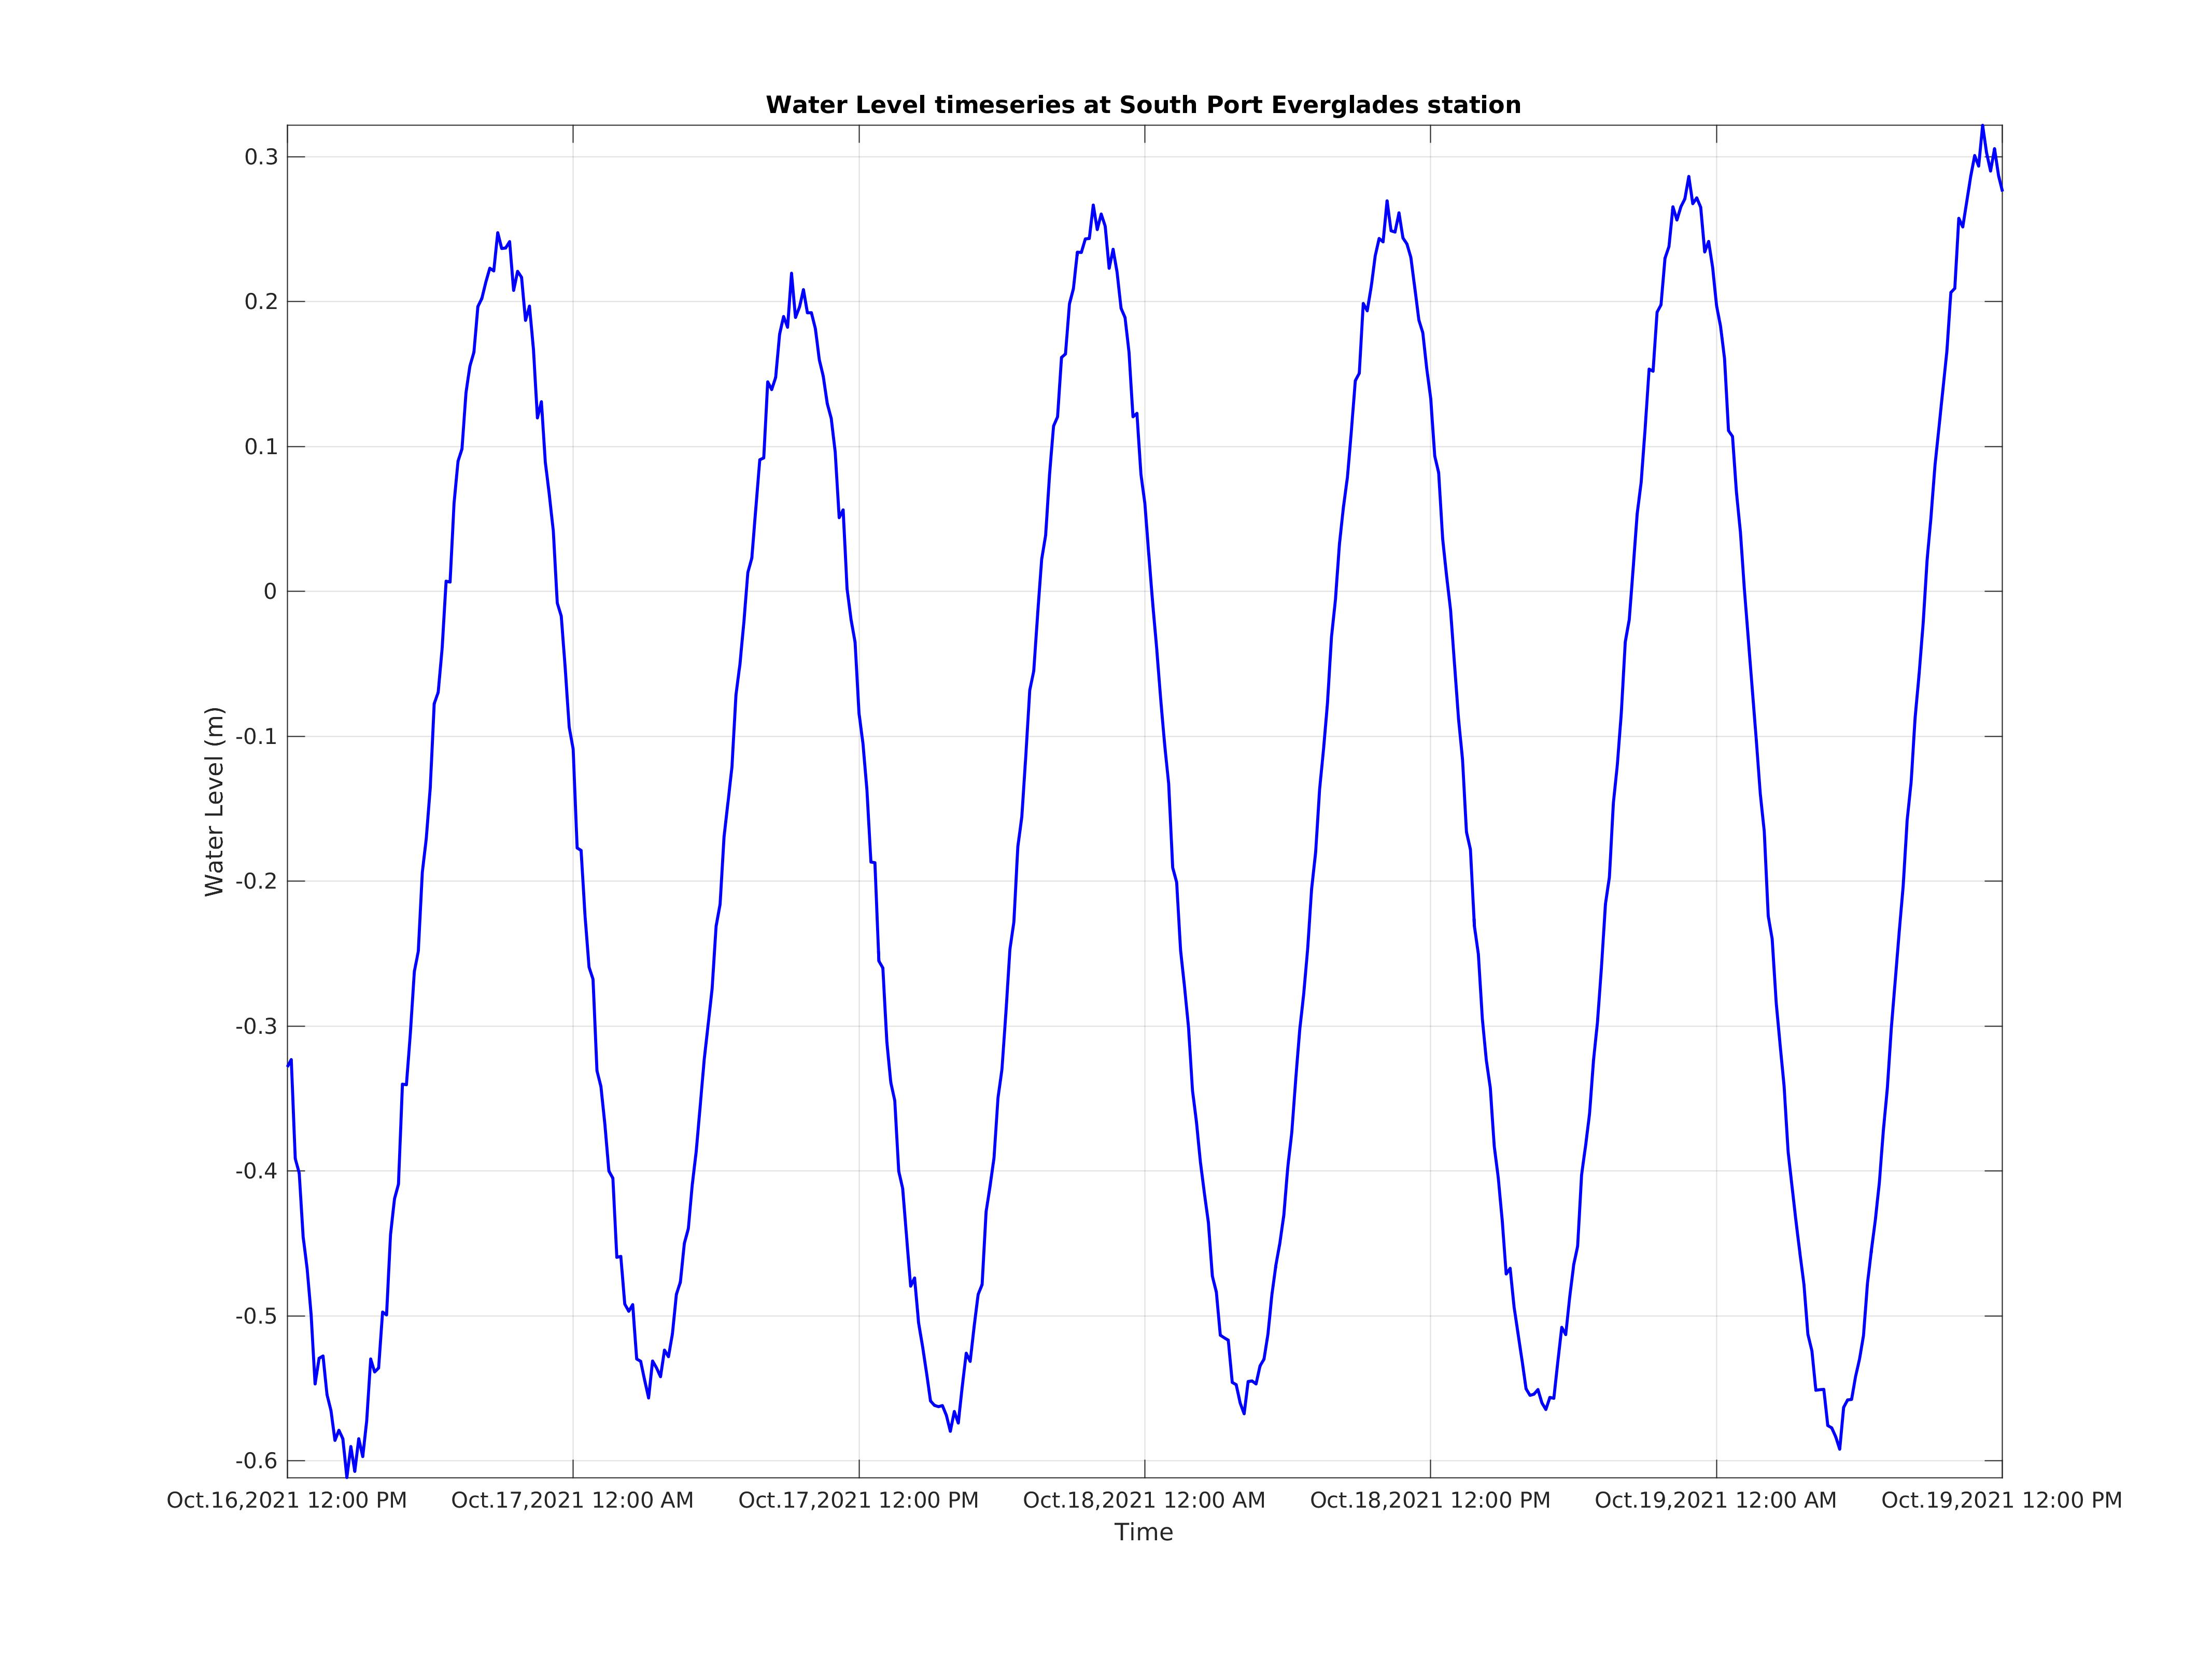 Water Level timeseries at South Port Everglades station
0.3
0.2
0.1
0
-0.1
-0.2
-0.3
-0.4
-0.5
-0.6
Water Level (m)
Oct.16,2021 12:00 PM
Oct.17,2021 12:00 AM
Oct.17,2021 12:00 PM
Oct.18,2021 12:00 AM
Oct.18,2021 12:00 PM
Oct.19,2021 12:00 AM
Oct.19,2021 12:00 PM
Time